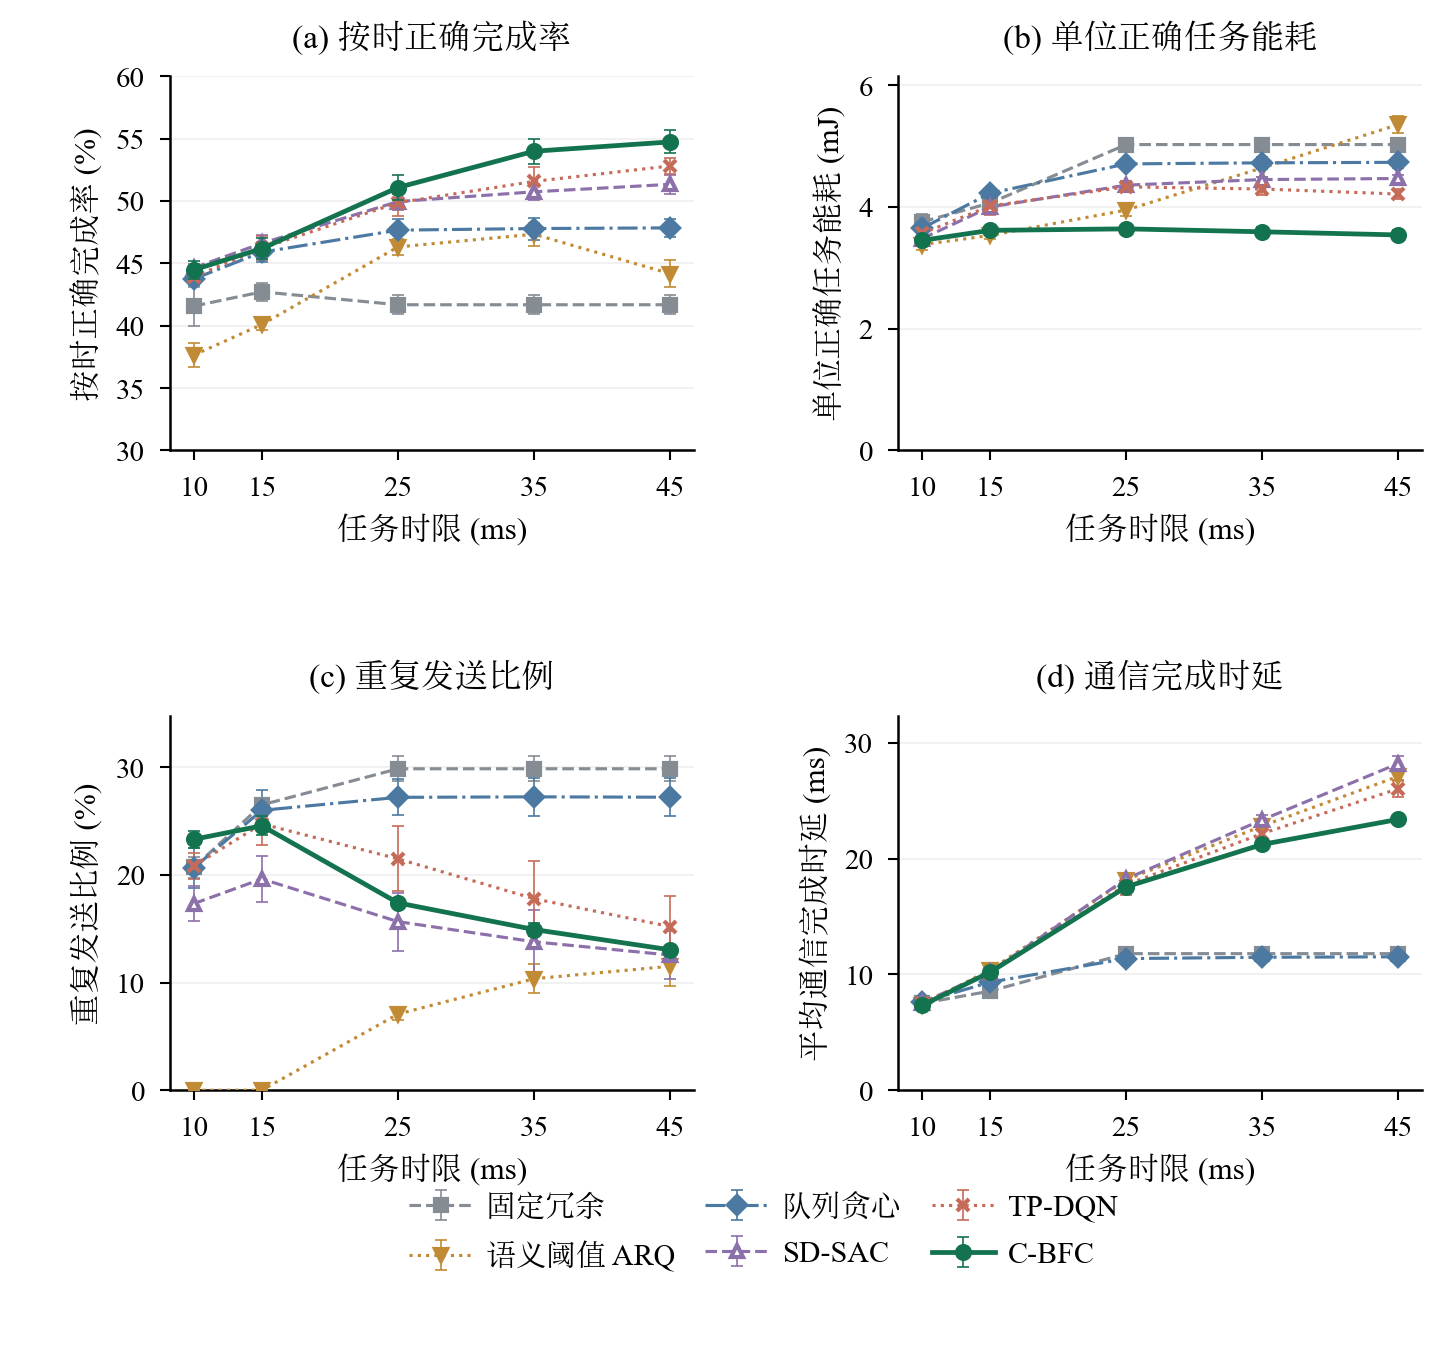 (a) 按时正确完成率
按时正确完成率 (%)
60
55
50
45
40
35
30
10 15 25 35 45
任务时限 (ms)
(b) 单位正确任务能耗
单位正确任务能耗 (mJ)
6
4
2
0
10 15 25 35 45
任务时限 (ms)
(c) 重复发送比例
重复发送比例 (%)
30
20
10
0
10 15 25 35 45
任务时限 (ms)
(d) 通信完成时延
平均通信完成时延 (ms)
30
20
10
0
10 15 25 35 45
任务时限 (ms)
固定冗余 队列贪心 TP-DQN
语义阈值 ARQ SD-SAC C-BFC